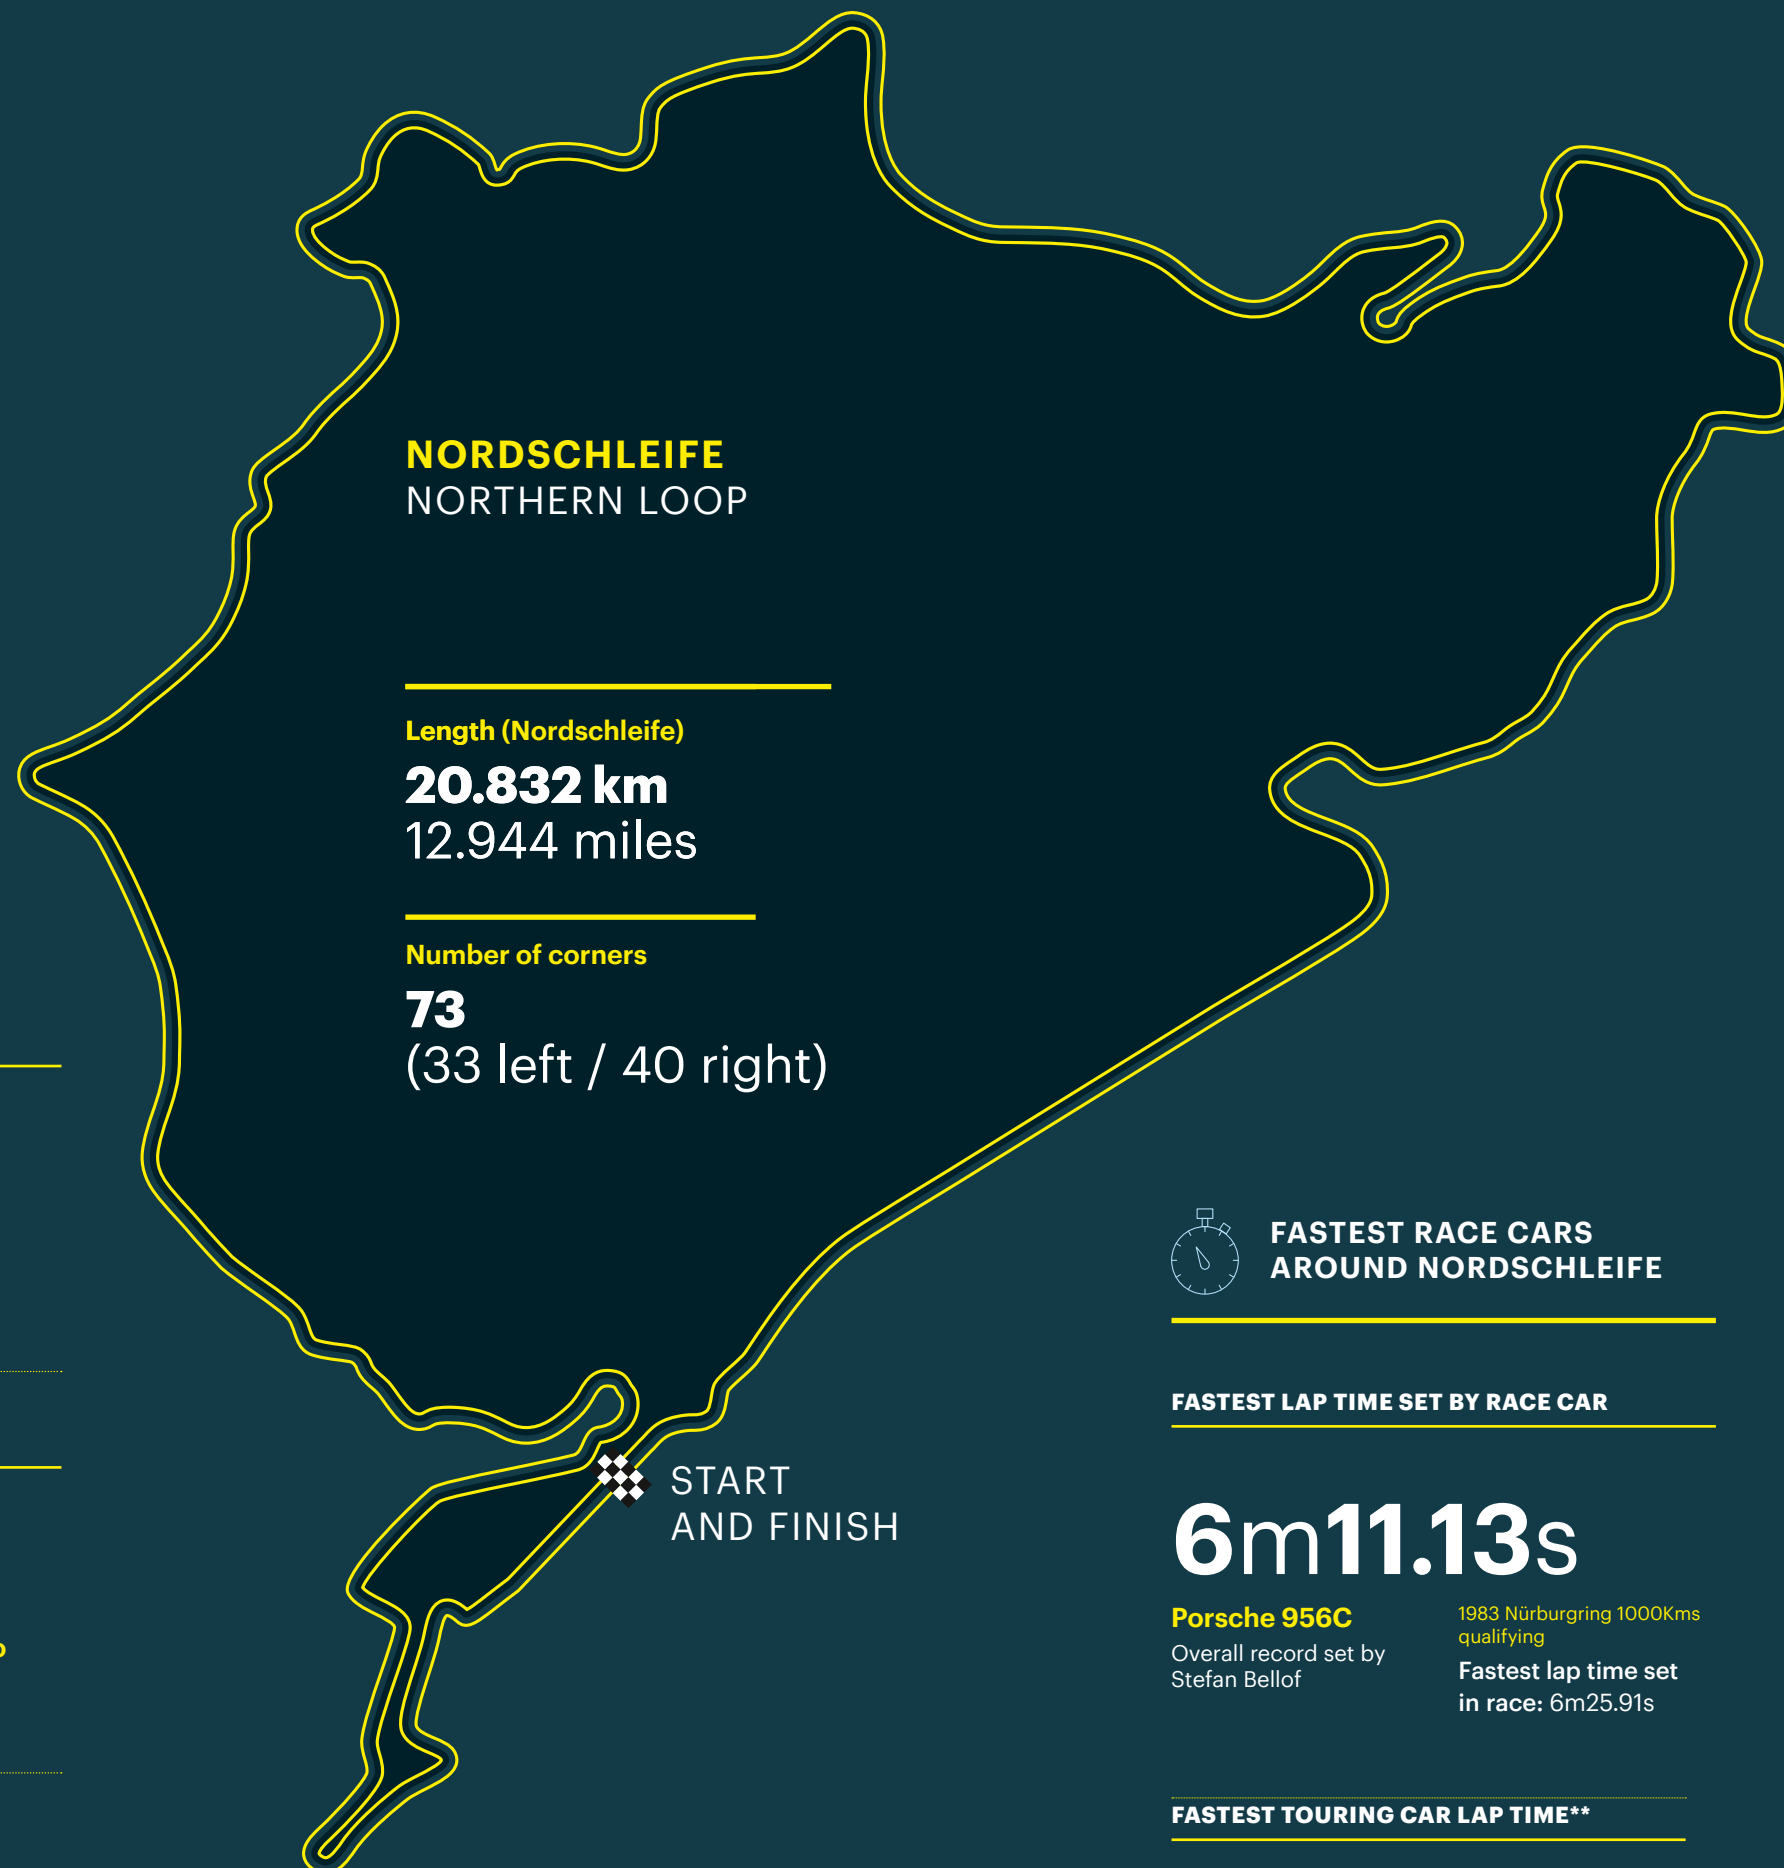 NORDSCHLEIFE
NORTHERN LOOP
Length (Nordschleife)
20.832 km
12.944 miles
Number of corners
73
(33 left / 40 right)
START
AND FINISH
FASTEST RACE CARS
AROUND NORDSCHLEIFE
FASTEST LAP TIME SET BY RACE CAR
6m11.13s
Porsche 956C
Overall record set by
Stefan Bellof
1983 Nürburgring 1000Kms
qualifying
Fastest lap time set
in race: 6m25.91s
FASTEST TOURING CAR LAP TIME**